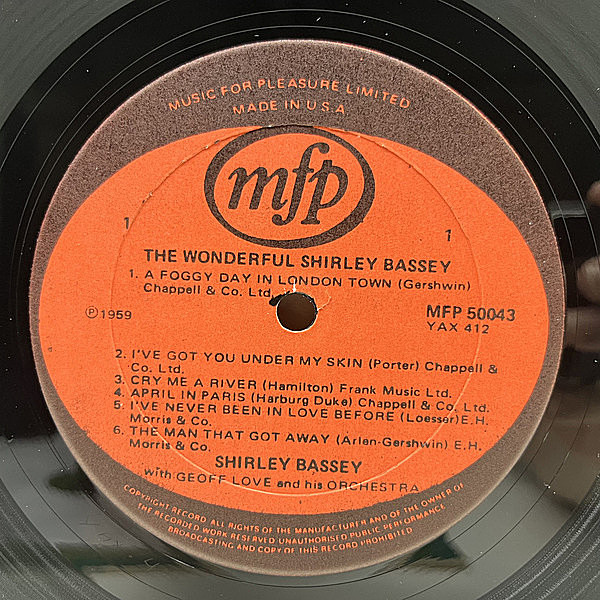 MUSIC FOR PLEASURE LIMITED
MADE IN U.S.A.
mfp
1
1
THE WONDERFUL SHIRLEY BASSEY
1. A FOGGY DAY IN LONDON TOWN (Gershwin)
Chappell & Co. Ltd.
Ⓟ1959
MFP 50043
YAX 412
2. I'VE GOT YOU UNDER MY SKIN (Porter) Chappell &
Co. Ltd.
3. CRY ME A RIVER (Hamilton) Frank Music Ltd.
4. APRIL IN PARIS (Harburg Duke) Chappell & Co. Ltd.
5. I'VE NEVER BEEN IN LOVE BEFORE (Loesser)E.H.
Morris & Co.
6. THE MAN THAT GOT AWAY (Arlen-Gershwin) E.H.
Morris & Co.
SHIRLEY BASSEY
with GEOFF LOVE and his ORCHESTRA
COPYRIGHT RECORD. ALL RIGHTS OF THE MANUFACTURER AND OF THE OWNER OF
THE RECORDED WORK RESERVED UNAUTHORISED PUBLIC PERFORMANCE
BROADCASTING AND COPY OF THIS RECORD PROHIBITED